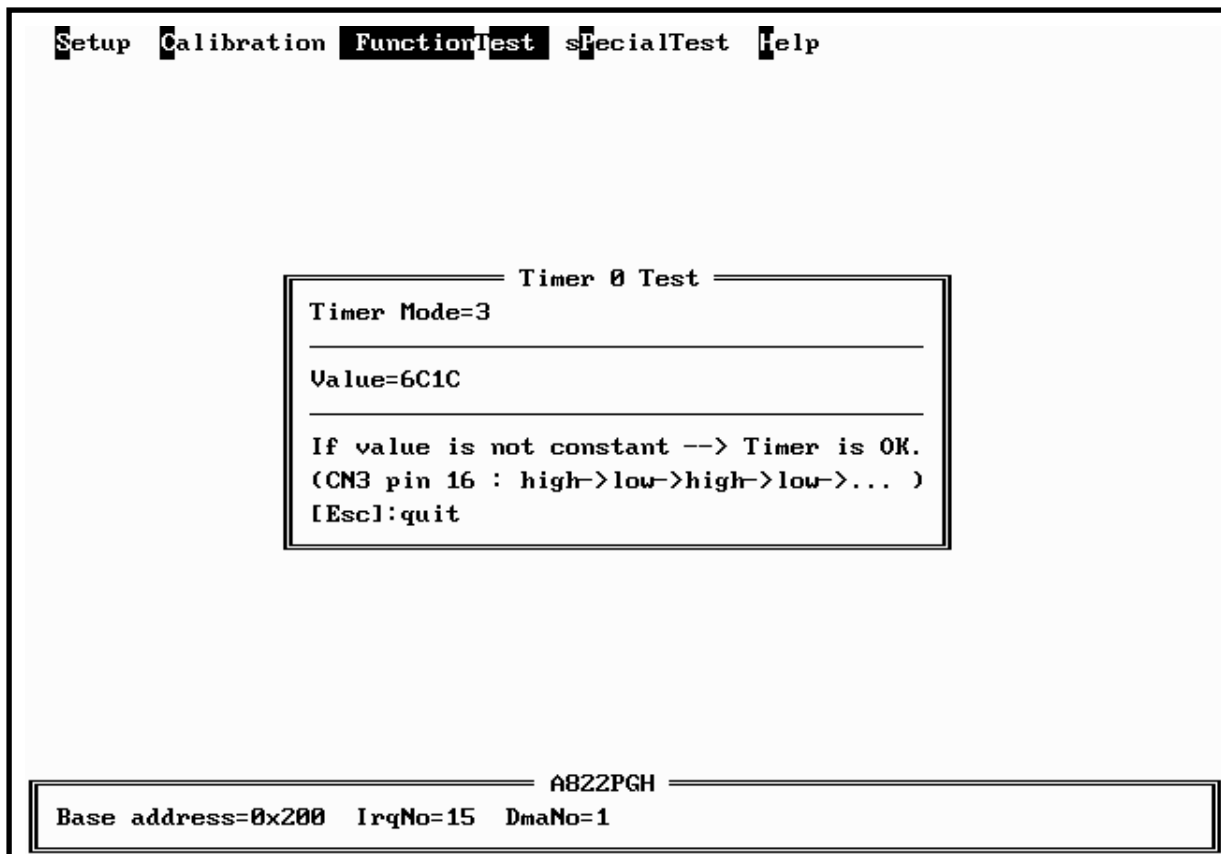 Setup Calibration FunctionTest sPecialTest Help
Timer 0 Test
Timer Mode=3
Value=6C1C
If value is not constant --> Timer is OK.
(CN3 pin 16 : high->low->high->low->... )
[Esc]:quit
A822PGH
Base address=0x200 IrqNo=15 DmaNo=1